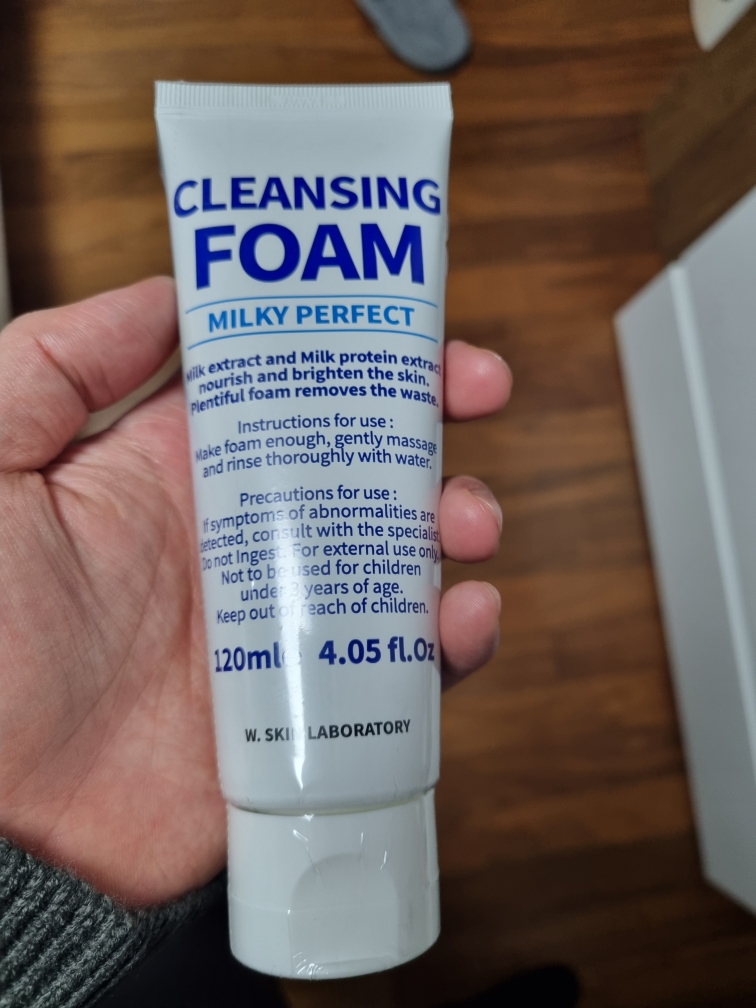 CLEANSING
FOAM
MILKY PERFECT
Milk extract and Milk protein extract
nourish and brighten the skin.
Plentiful foam removes the waste.
Instructions for use :
Make foam enough, gently massage
and rinse thoroughly with water.
Precautions for use :
If symptoms of abnormalities are
detected, consult with the specialist.
Do not Ingest. For external use only.
Not to be used for children
under 3 years of age.
Keep out of reach of children.
120ml℮ 4.05 fl.Oz
W. SKIN LABORATORY